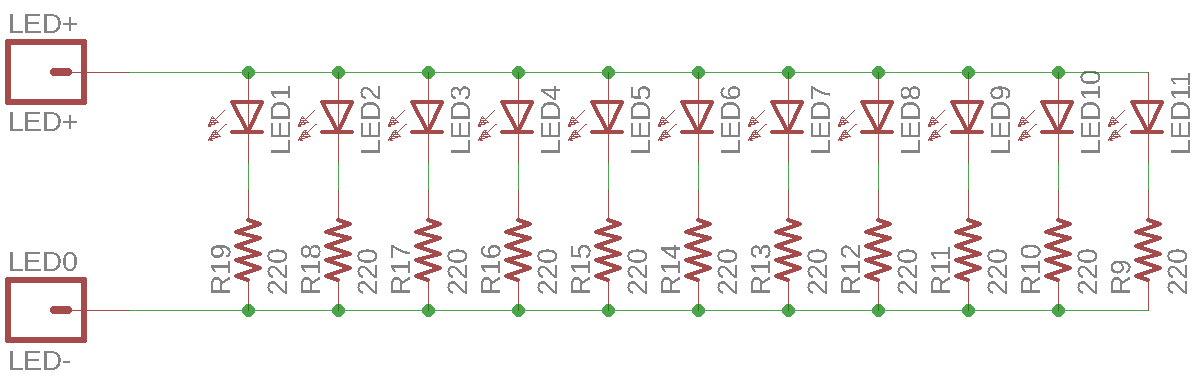 LED+
LED+
LED1
LED2
LED3
LED4
LED5
LED6
LED7
LED8
LED9
LED10
LED11
R19
220
R18
220
R17
220
R16
220
R15
220
R14
220
R13
220
R12
220
R11
220
R10
220
R9
220
LED0
LED-